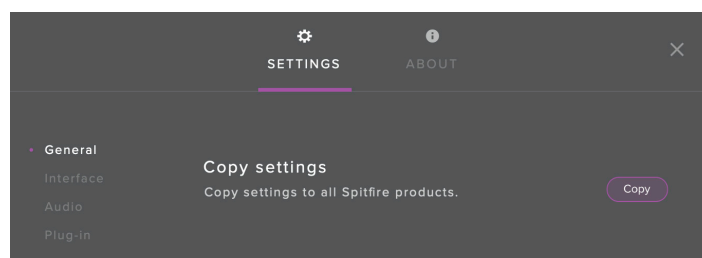 SETTINGS
ABOUT
General
Interface
Audio
Plug-in
Copy settings
Copy settings to all Spitfire products.
Copy